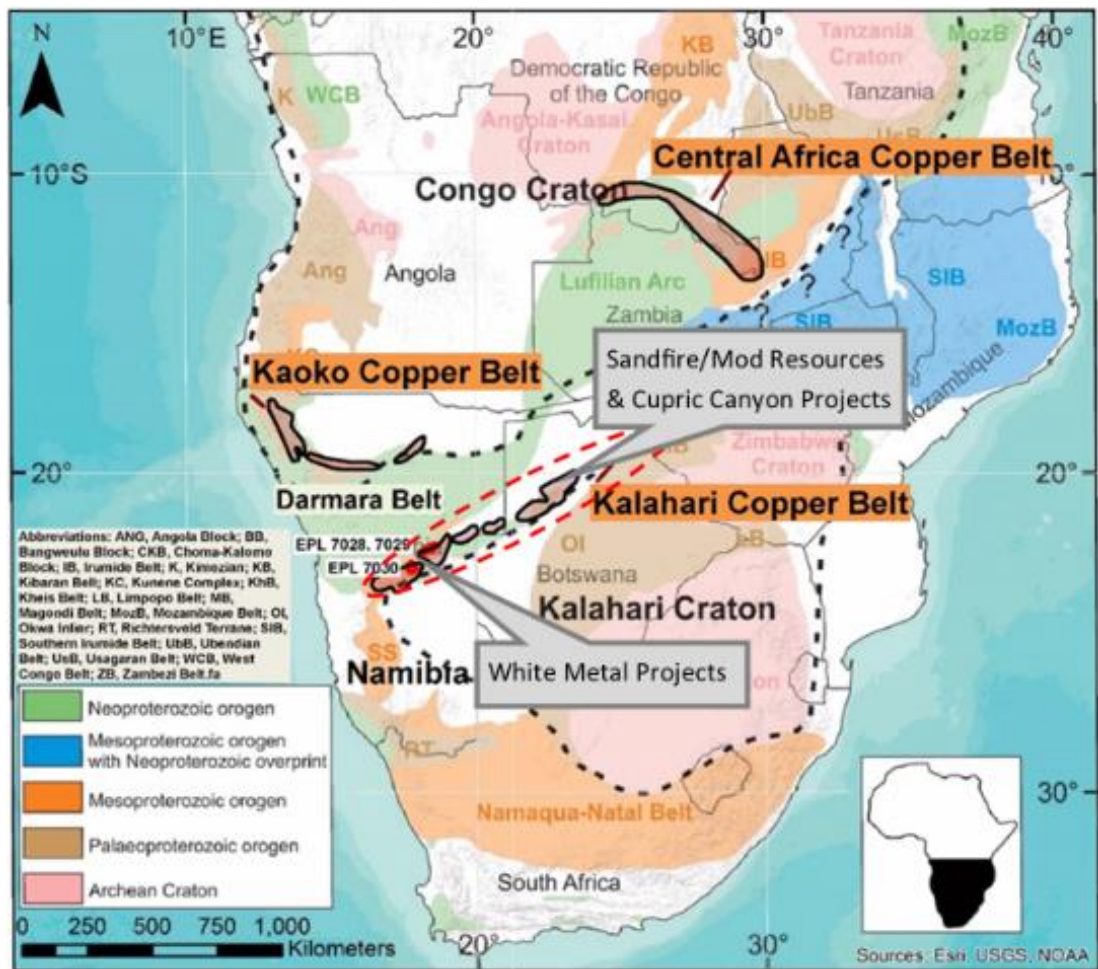 N
10°E
20°
30°
40°
KB
Tanzania
Craton
MozB
Democratic Republic
of the Congo
K
WCB
Tanzania
Angola-Kasai
Craton
UbB
UsB
Central Africa Copper Belt
10°S
10°
Congo Craton
Ang
Ang
Angola
Lufilian Arc
IB
?
?
?
Zambia
SIB
SIB
MozB
KC
Kaoko Copper Belt
Sandfire/Mod Resources
& Cupric Canyon Projects
Mozambique
Zimbabwe
Craton
20°
20°
Darmara Belt
Kalahari Copper Belt
EPL 7028, 7029
EPL 7030
OI
LB
Botswana
Kalahari Craton
Abbreviations: ANG, Angola Block; BB,
Bangweulu Block; CKB, Choma-Kalomo
Block; IB, Irumide Belt; K, Kimezian; KB,
Kibaran Belt; KC, Kunene Complex; KhB,
Kheis Belt; LB, Limpopo Belt; MB,
Magondi Belt; MozB, Mozambique Belt; OI,
Okwa Inlier; RT, Richtersveld Terrane; SIB,
Southern Irumide Belt; UbB, Ubendian
Belt; UsB, Usagaran Belt; WCB, West
Congo Belt; ZB, Zambezi Belt.fa
SS
Namibia
White Metal Projects
Neoproterozoic orogen
Mesoproterozoic orogen
with Neoproterozoic overprint
Mesoproterozoic orogen
Palaeoproterozoic orogen
Archean Craton
RT
30°
Namaqua-Natal Belt
South Africa
0 250 500 750 1,000
Kilometers
20°
30°
Sources: Esri, USGS, NOAA